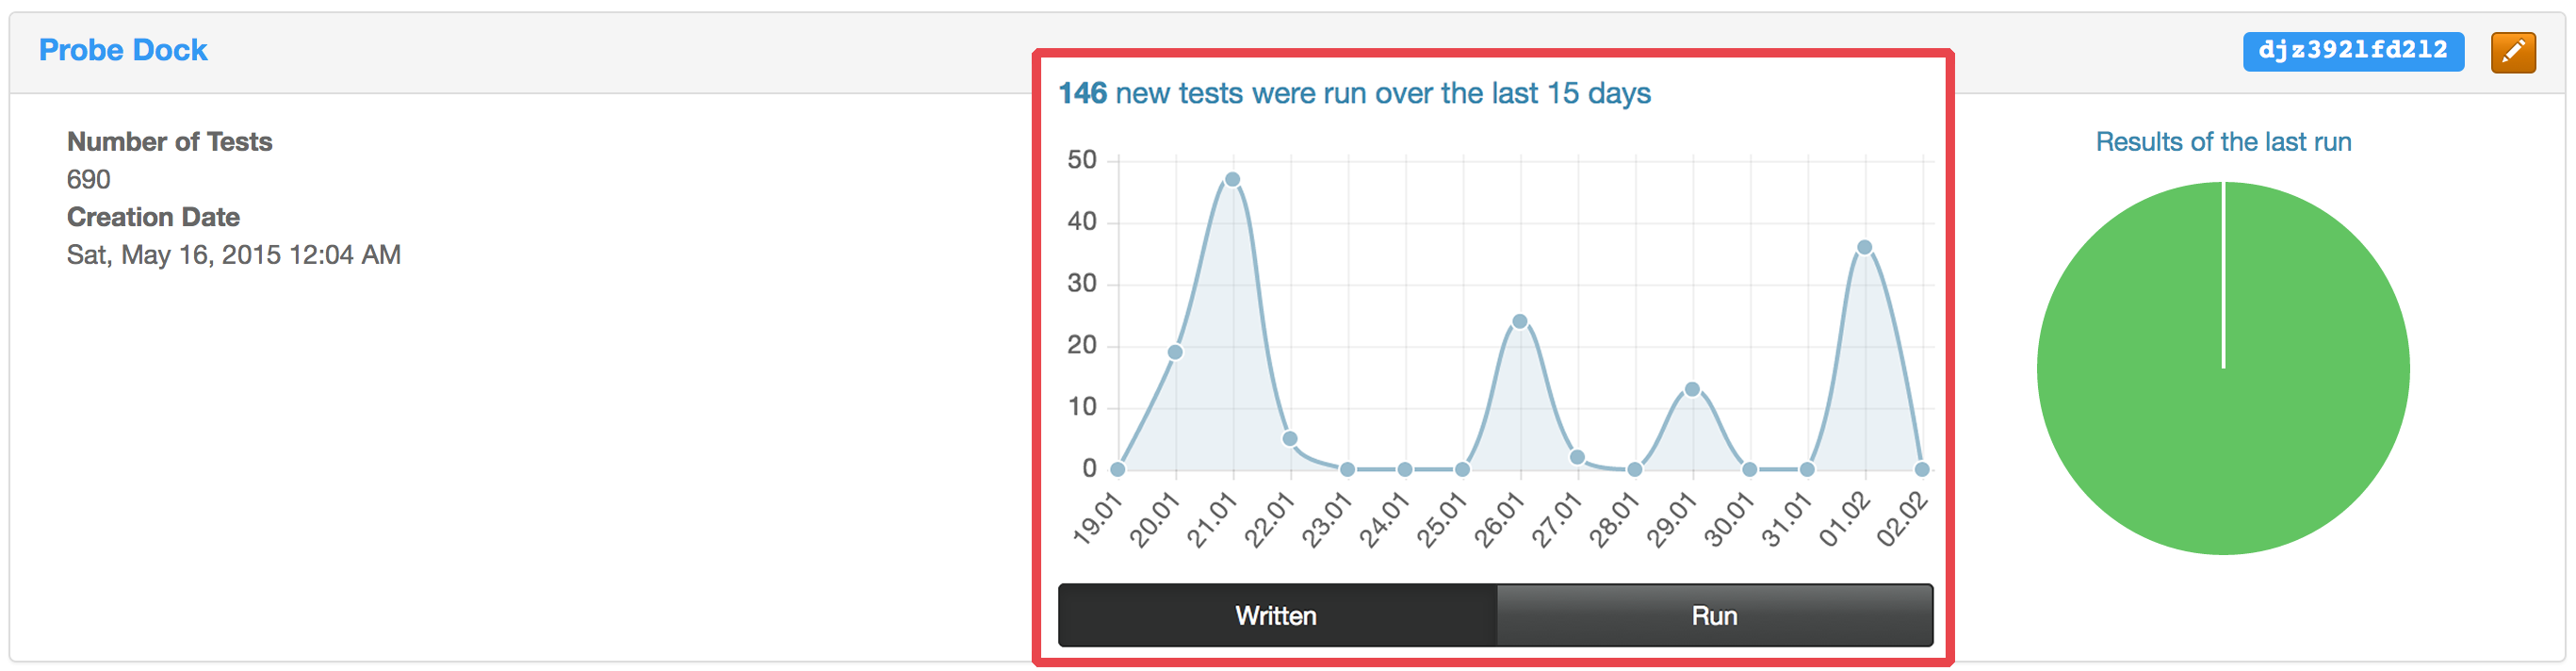 Probe Dock
djz3921fd212
Number of Tests
690
Creation Date
Sat, May 16, 2015 12:04 AM
146 new tests were run over the last 15 days
50
40
30
20
10
0
19.01
20.01
21.01
22.01
23.01
24.01
25.01
26.01
27.01
28.01
29.01
30.01
31.01
01.02
02.02
Written
Run
Results of the last run